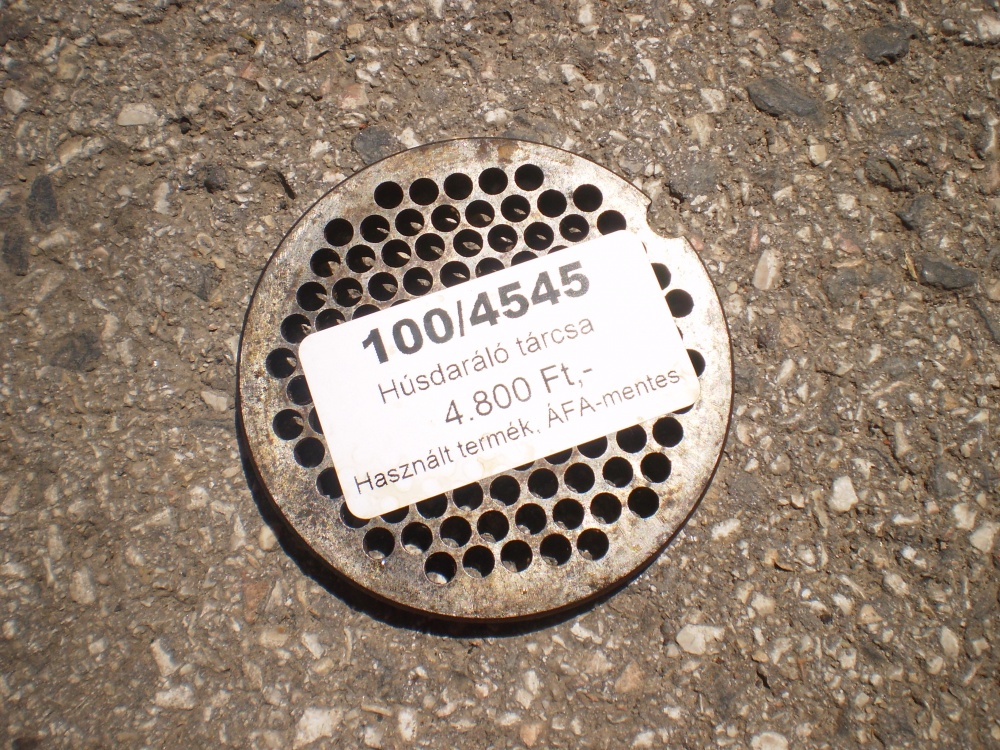 100/4545
Húsdaráló tárcsa
4.800 Ft,-
Használt termék. ÁFA-mentes